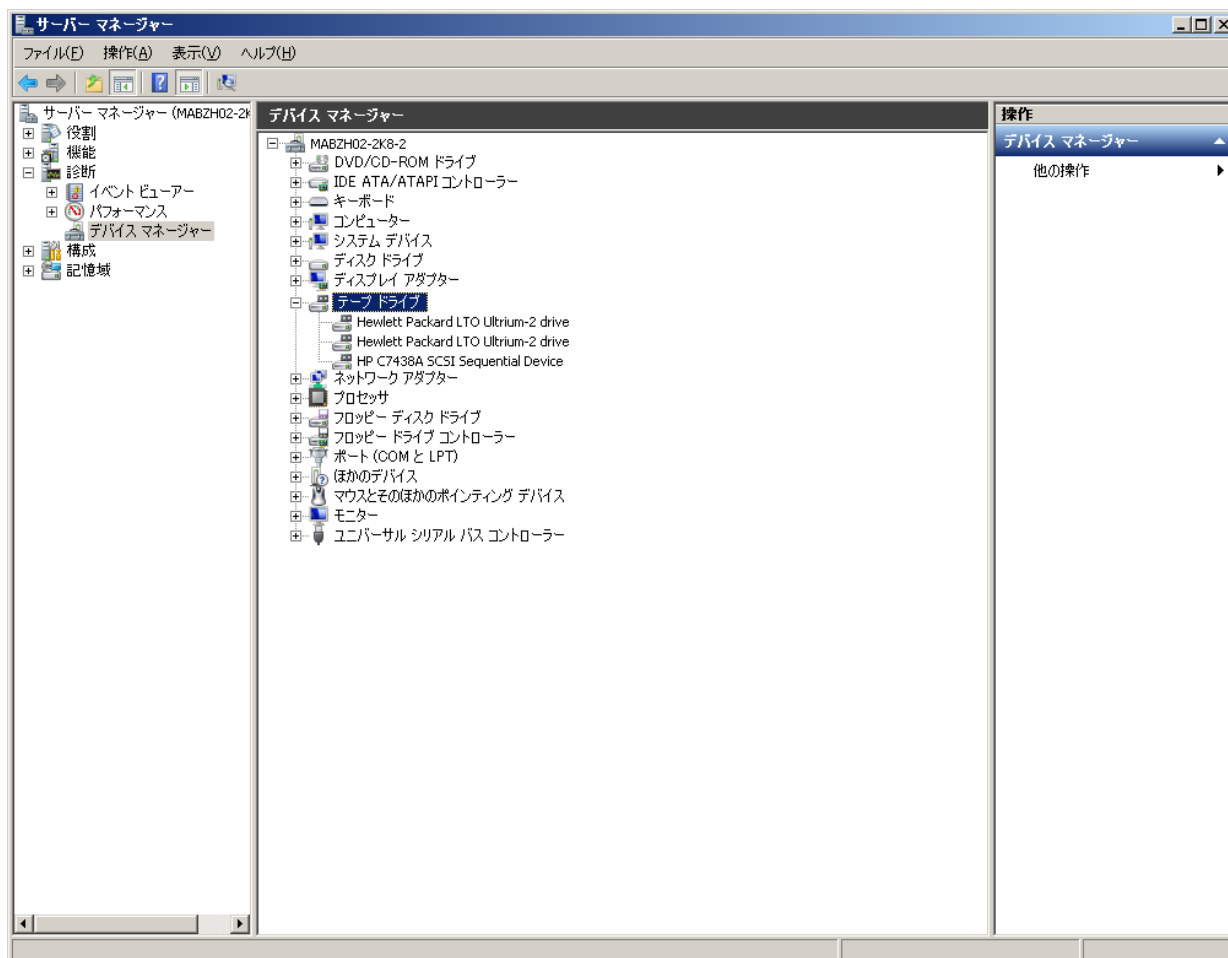 サーバー マネージャー
ファイル(F) 操作(A) 表示(V) ヘルプ(H)
サーバー マネージャー (MABZH02-2K
役割
機能
診断
イベント ビューアー
パフォーマンス
デバイス マネージャー
構成
記憶域
デバイス マネージャー
MABZH02-2K8-2
DVD/CD-ROM ドライブ
IDE ATA/ATAPI コントローラー
キーボード
コンピューター
システム デバイス
ディスク ドライブ
ディスプレイ アダプター
テープ ドライブ
Hewlett Packard LTO Ultrium-2 drive
Hewlett Packard LTO Ultrium-2 drive
HP C7438A SCSI Sequential Device
ネットワーク アダプター
プロセッサ
フロッピー ディスク ドライブ
フロッピー ドライブ コントローラー
ポート (COM と LPT)
ほかのデバイス
マウスとそのほかのポインティング デバイス
モニター
ユニバーサル シリアル バス コントローラー
操作
デバイス マネージャー
他の操作